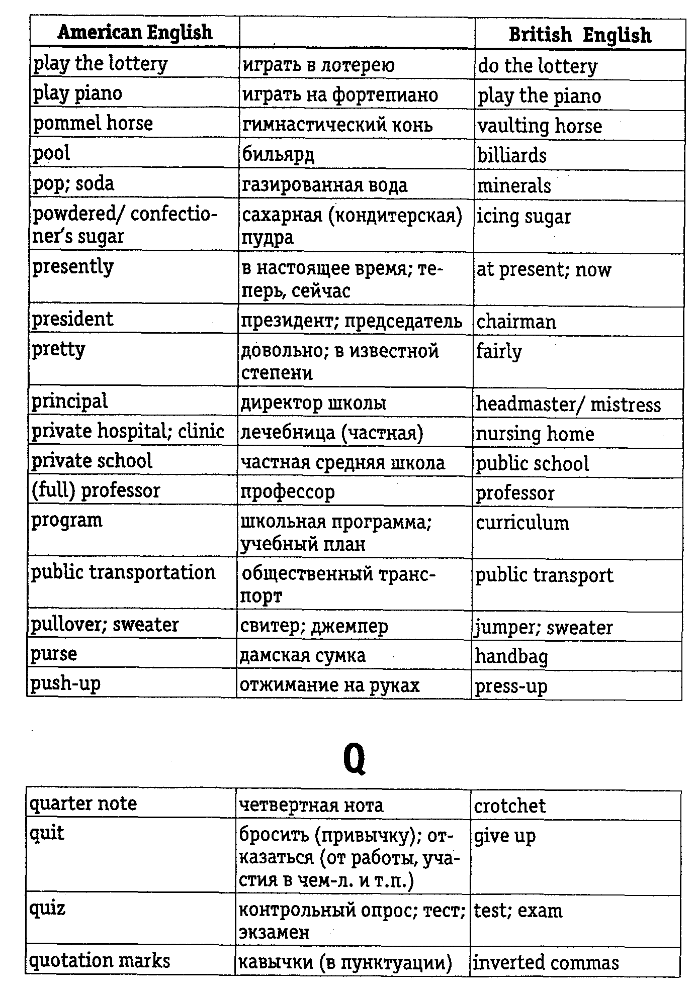 American English British English
play the lottery играть в лотерею do the lottery
play piano играть на фортепиано play the piano
pommel horse гимнастический конь vaulting horse
pool бильярд billiards
pop; soda газированная вода minerals
powdered/ confectio- сахарная (кондитерская) icing sugar
ner's sugar пудра
presently в настоящее время; те- at present; now
перь, сейчас
president президент; председатель chairman
pretty довольно; в известной fairly
степени
principal директор школы headmaster/ mistress
private hospital; clinic лечебница (частная) nursing home
private school частная средняя школа public school
(full) professor профессор professor
program школьная программа; curriculum
учебный план
public transportation общественный транс- public transport
порт
pullover; sweater свитер; джемпер jumper; sweater
purse дамская сумка handbag
push-up отжимание на руках press-up
Q
quarter note четвертная нота crotchet
quit бросить (привычку); от- give up
казаться (от работы, уча-
стия в чем-л. и т.п.)
quiz контрольный опрос; тест; test; exam
экзамен
quotation marks кавычки (в пунктуации) inverted commas